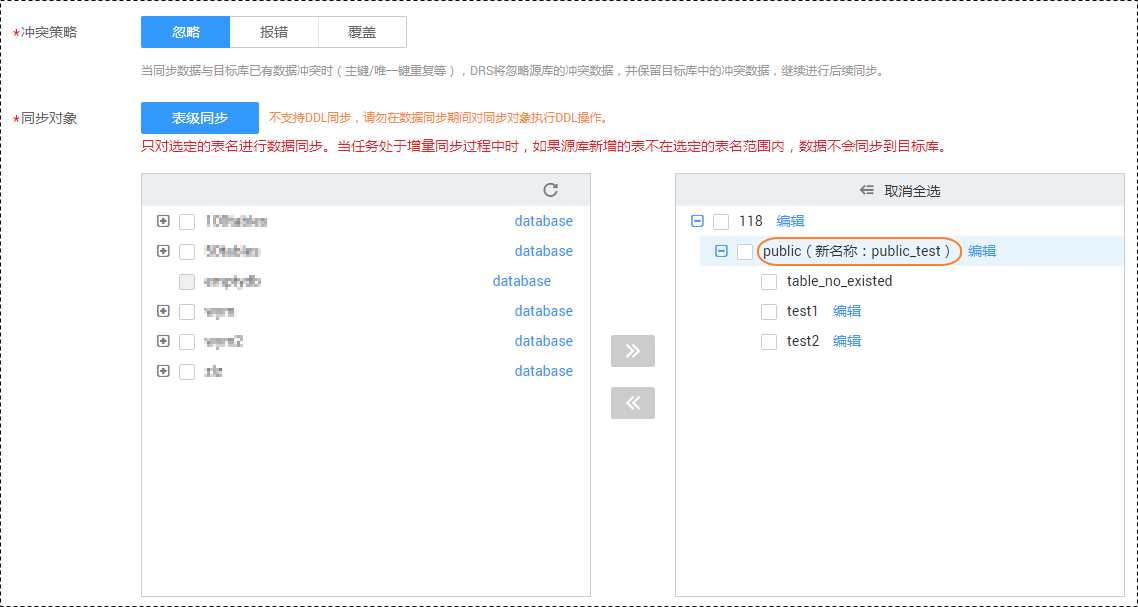 *冲突策略 忽略 报错 覆盖
当同步数据与目标库已有数据冲突时（主键/唯一键重复等），DRS将忽略源库的冲突数据，并保留目标库中的冲突数据，继续进行后续同步。
*同步对象 表级同步 不支持DDL同步，请勿在数据同步期间对同步对象执行DDL操作。
只对选定的表名进行数据同步。当任务处于增量同步过程中时，如果源库新增的表不在选定的表名范围内，数据不会同步到目标库。
database
database
database
database
database
database
取消全选
118 编辑
public（新名称：public_test） 编辑
table_no_existed
test1 编辑
test2 编辑